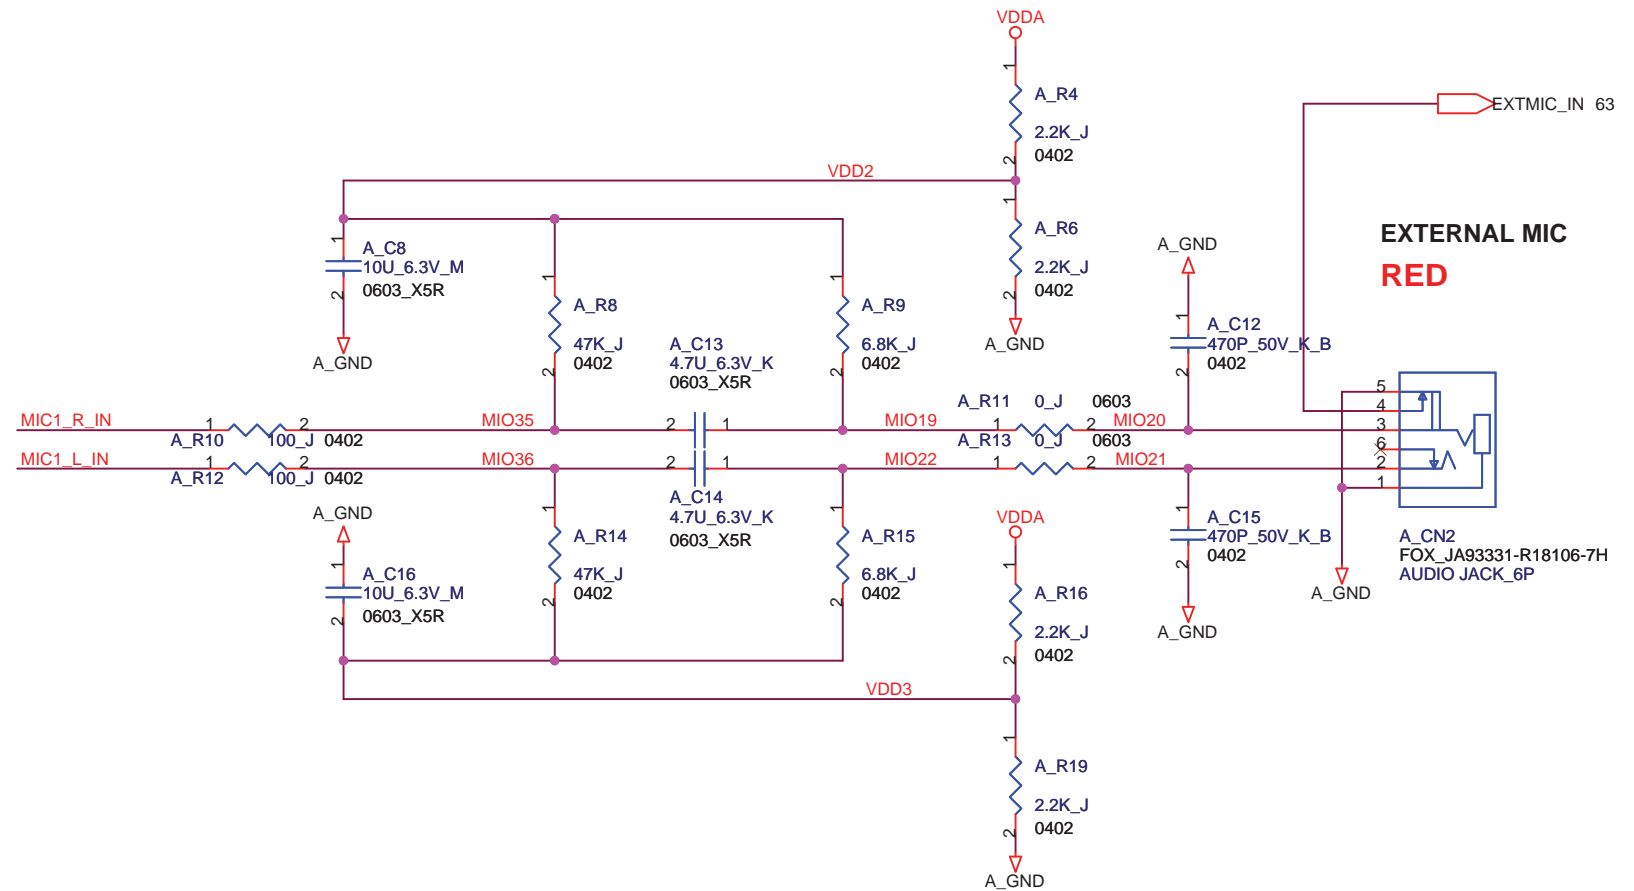 VDDA
1
A_R4
2.2K_J
0402
2
EXTMIC_IN 63
VDD2
1
A_R6
2.2K_J
0402
2
A_GND
EXTERNAL MIC
RED
1
A_C8
10U_6.3V_M
0603_X5R
2
A_GND
1
A_R8
47K_J
0402
2
A_C13
4.7U_6.3V_K
0603_X5R
1
A_R9
6.8K_J
0402
2
A_GND
1
A_C12
470P_50V_K_B
0402
2
MIC1_R_IN
1
2
A_R10
100_J
0402
MIO35
2
1
MIO19
A_R11
0_J
0603
1
2
MIO20
MIC1_L_IN
1
2
A_R12
100_J
0402
MIO36
2
1
MIO22
A_R13
0_J
0603
1
2
MIO21
5
4
3
6
2
1
A_CN2
FOX_JA93331-R18106-7H
AUDIO JACK_6P
A_GND
A_GND
1
A_C16
10U_6.3V_M
0603_X5R
2
1
A_R14
47K_J
0402
2
A_C14
4.7U_6.3V_K
0603_X5R
1
A_R15
6.8K_J
0402
2
1
A_C15
470P_50V_K_B
0402
2
A_GND
VDDA
1
A_R16
2.2K_J
0402
2
VDD3
1
A_R19
2.2K_J
0402
2
A_GND